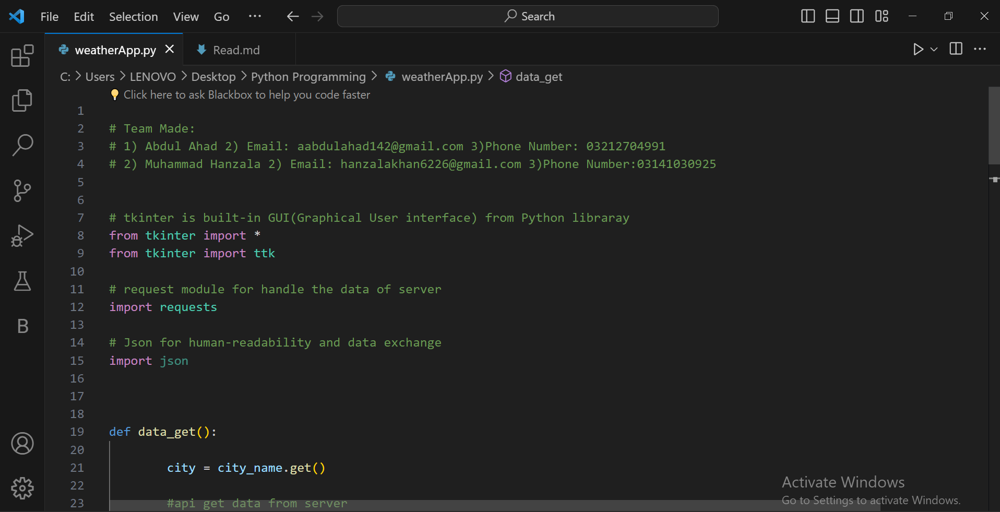 File Edit Selection View Go ··· Search
weatherApp.py Read.md
C: > Users > LENOVO > Desktop > Python Programming > weatherApp.py > data_get
Click here to ask Blackbox to help you code faster
1
2 # Team Made:
3 # 1) Abdul Ahad 2) Email: aabdulahad142@gmail.com 3)Phone Number: 03212704991
4 # 2) Muhammad Hanzala 2) Email: hanzalakhan6226@gmail.com 3)Phone Number:03141030925
5
6
7 # tkinter is built-in GUI(Graphical User interface) from Python libraray
8 from tkinter import *
9 from tkinter import ttk
10
11 # request module for handle the data of server
12 import requests
13
14 # Json for human-readability and data exchange
15 import json
16
17
18
19 def data_get():
20
21 city = city_name.get()
22
23 #api get data from server
B
Activate Windows
Go to Settings to activate Windows.